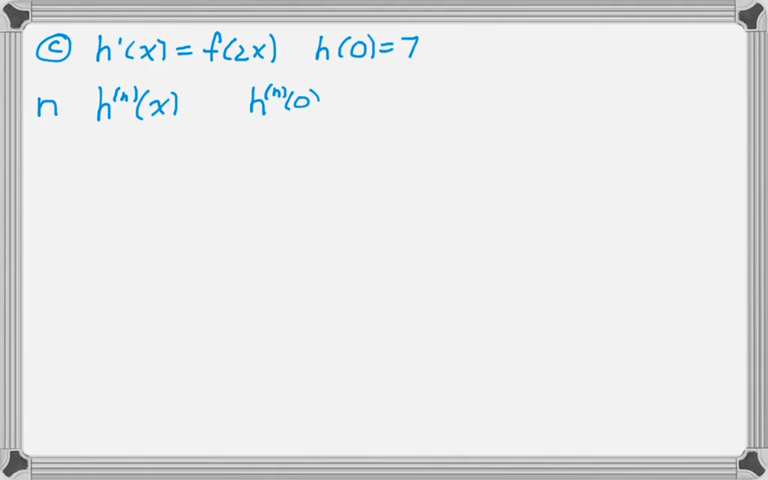 ⓒ h'(x) = f(2x) h(0) = 7
n h⁽ⁿ⁾(x) h⁽ⁿ⁾(0)